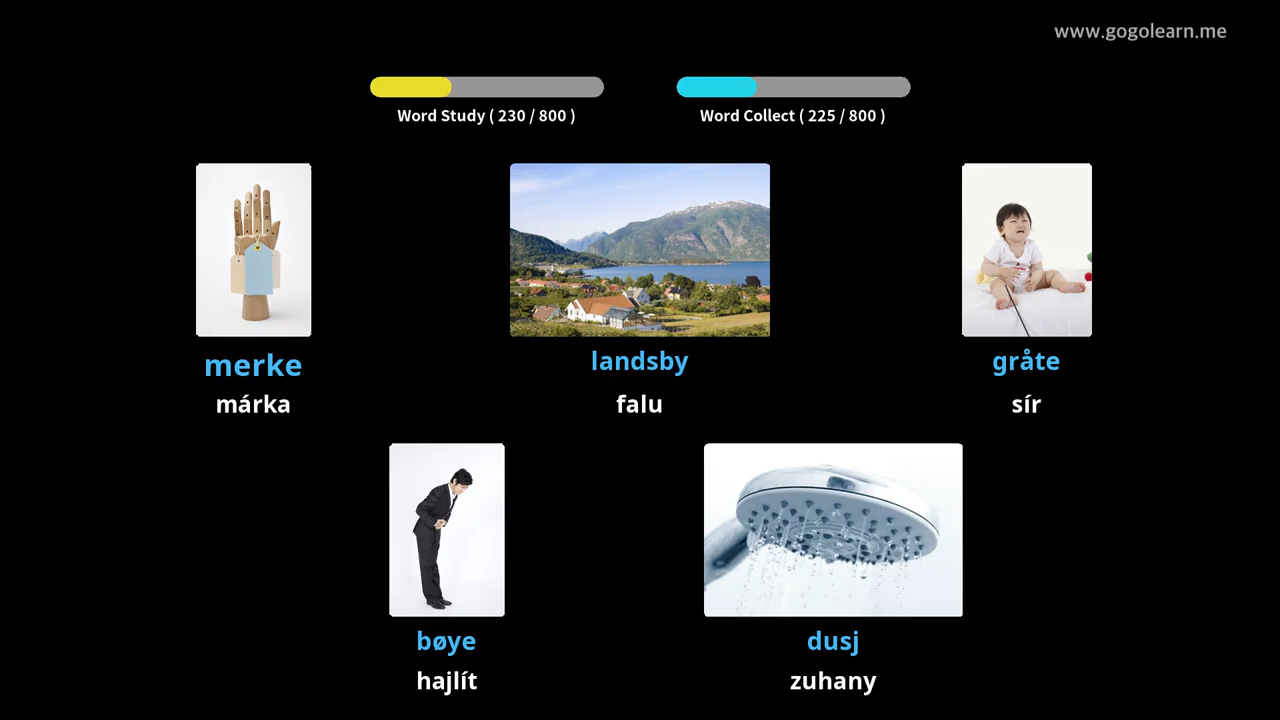 www.gogolearn.me
Word Study ( 230 / 800 )
Word Collect ( 225 / 800 )
merke
márka
landsby
falu
gråte
sír
bøye
hajlít
dusj
zuhany